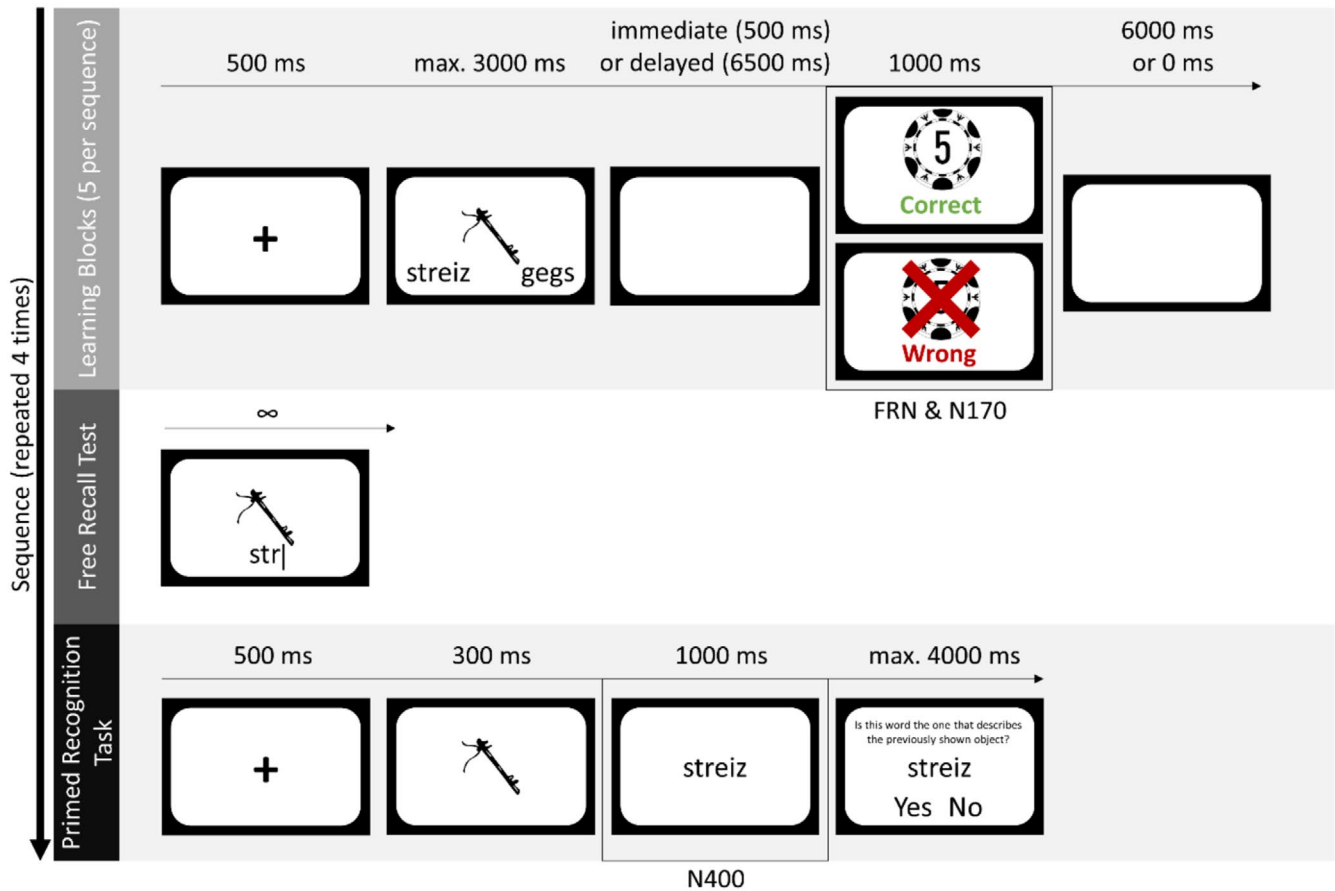 Sequence (repeated 4 times)
Learning Blocks (5 per sequence)
500 ms
max. 3000 ms
immediate (500 ms)
or delayed (6500 ms)
1000 ms
6000 ms
or 0 ms
+
streiz gegs
5
Correct
Wrong
FRN & N170
Free Recall Test
∞
str|
Primed Recognition
Task
500 ms
300 ms
1000 ms
max. 4000 ms
+
streiz
Is this word the one that describes
the previously shown object?
streiz
Yes No
N400